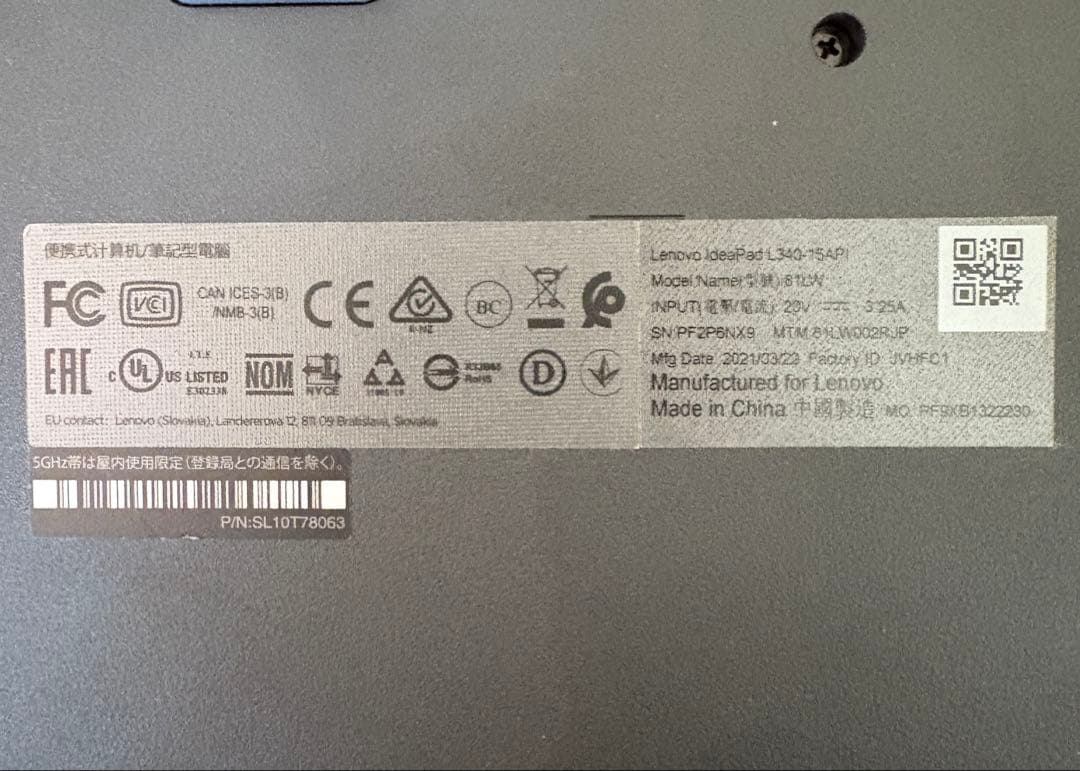 便携式计算机/筆記型電腦
FC
VCI
CAN ICES-3(B)
/NMB-3(B)
CE
BC
EAC
C UL US LISTED
I.T.E.
E302338
NOM
NYCE
RoHS
D
EU contact: Lenovo (Slovakia), Landererova 12, 811 09 Bratislava, Slovakia
Lenovo IdeaPad L340-15API
Model Name(型號) 81LW
INPUT(電壓/電流): 20V 3.25A
SN PF2P6NX9 MTM 81LW002RJP
Mfg Date 2021/03/23 Factory ID JVHFC1
Manufactured for Lenovo
Made in China 中國製造 MO: PF9XB1322230
5GHz帯は屋内使用限定(登録局との通信を除く)。
P/N:SL10T78063